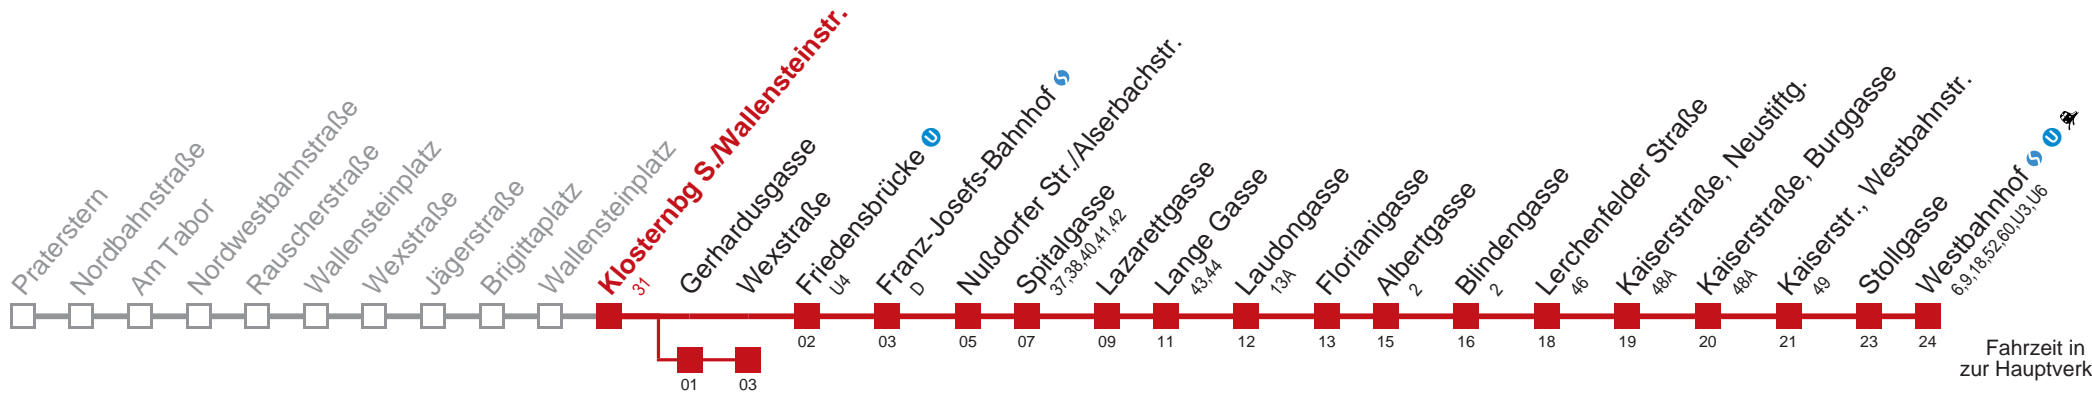 Praterstern
Nordbahnstraße
Am Tabor
Nordwestbahnstraße
Rauscherstraße
Wallensteinplatz
Wexstraße
Jägerstraße
Brigittaplatz
Wallensteinplatz
Klosternbg S./Wallensteinstr.
31
Gerhardusgasse
Wexstraße
Friedensbrücke U
U4
Franz-Josefs-Bahnhof
D
Nußdorfer Str./Alserbachstr.
Spitalgasse
37,38,40,41,42
Lazarettgasse
Lange Gasse
43,44
Laudongasse
13A
Florianigasse
Albertgasse
2
Blindengasse
2
Lerchenfelder Straße
46
Kaiserstraße, Neustiftg.
48A
Kaiserstraße, Burggasse
48A
Kaiserstr., Westbahnstr.
49
Stollgasse
Westbahnhof U
6,9,18,52,60,U3,U6
02 03 05 07 09 11 12 13 15 16 18 19 20 21 23 24
01 03
Fahrzeit in
zur Hauptverk